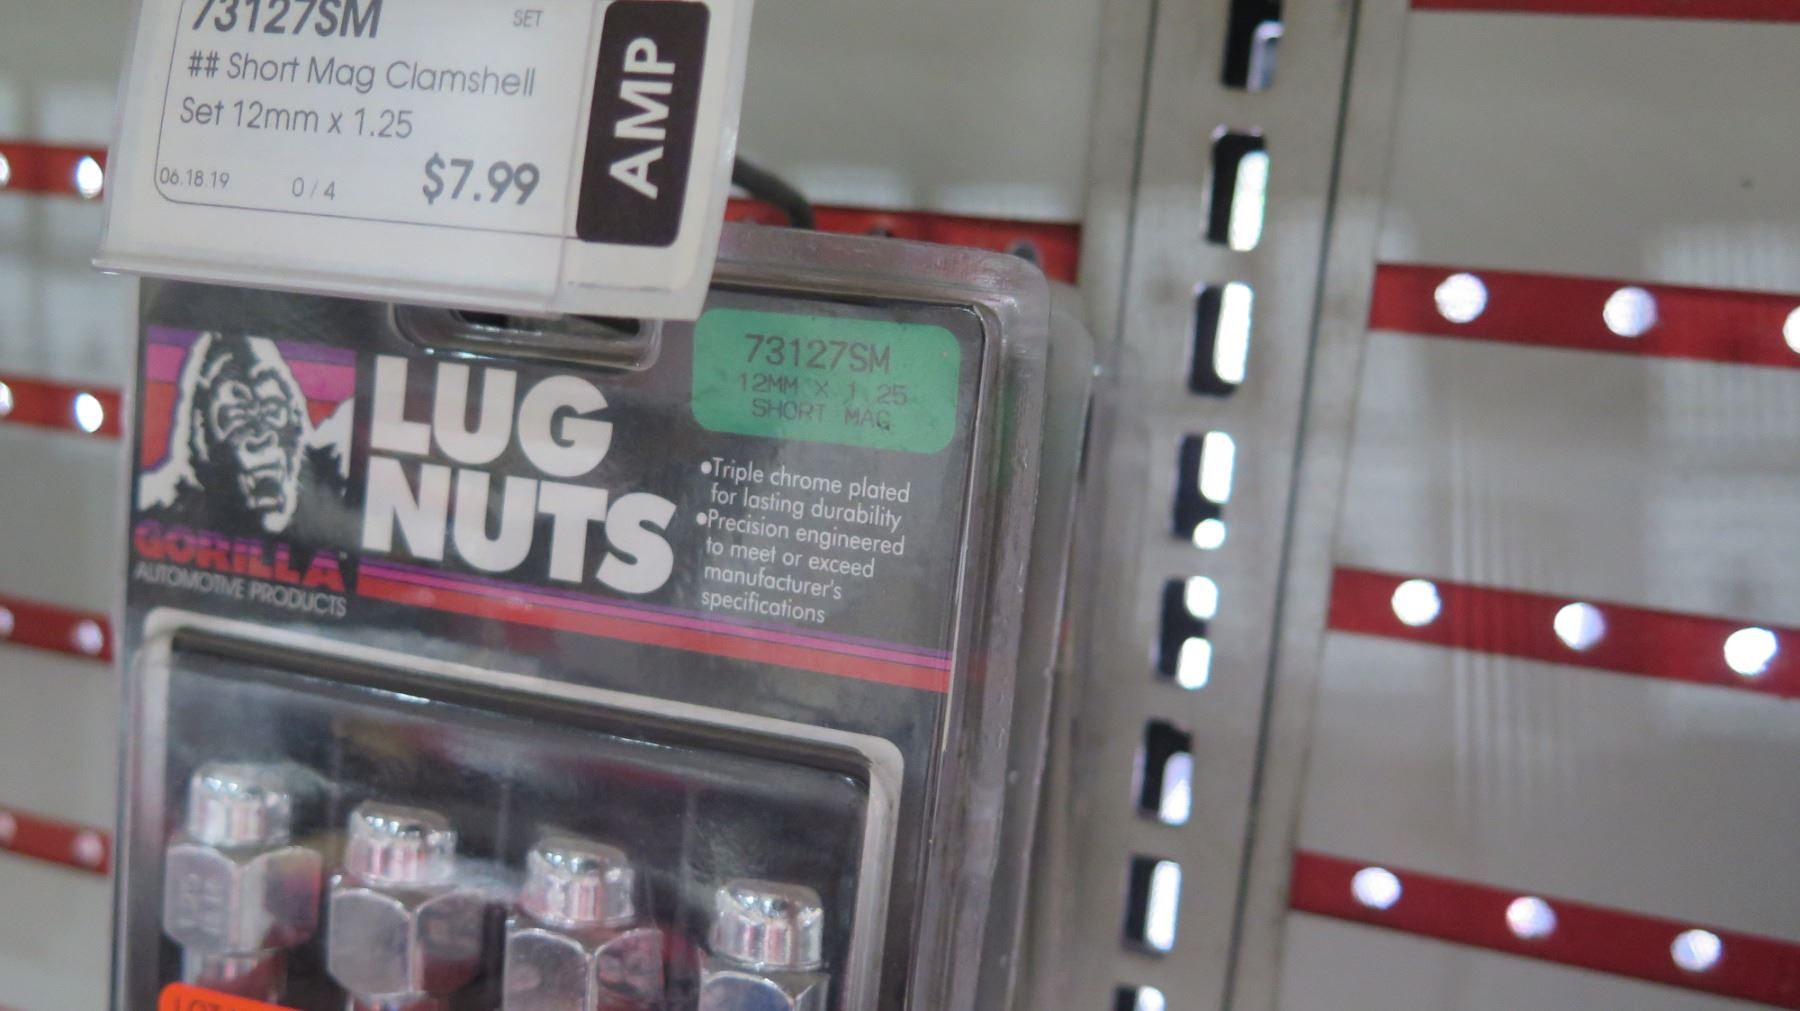 73127SM
SET
## Short Mag Clamshell
Set 12mm x 1.25
06.18.19 0/4 $7.99
AMP
73127SM
12MM X 1.25
SHORT MAG
LUG
NUTS
GORILLA™
AUTOMOTIVE PRODUCTS
•Triple chrome plated
for lasting durability
•Precision engineered
to meet or exceed
manufacturer's
specifications